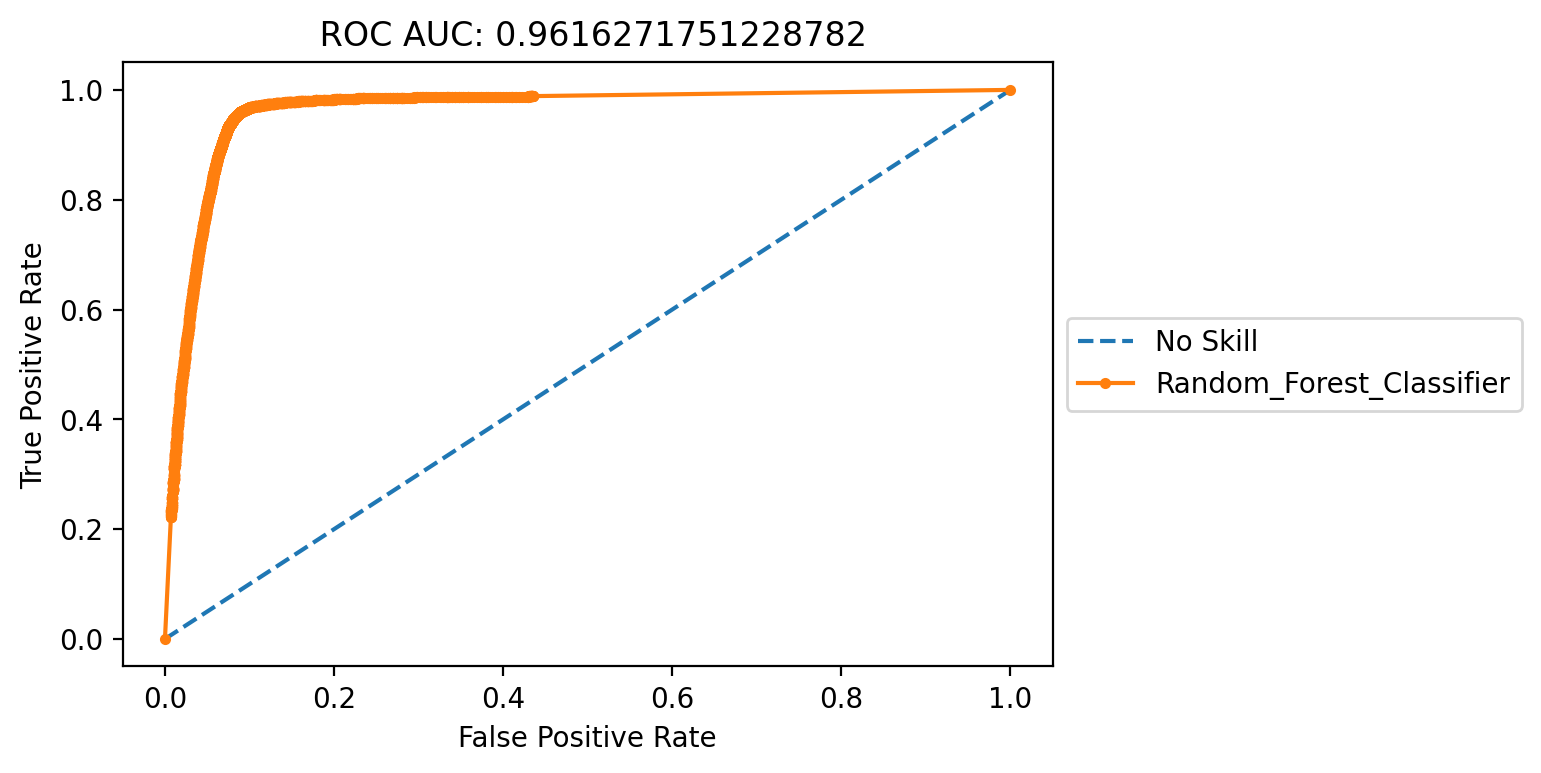 ROC AUC: 0.9616271751228782
1.0
0.8
0.6
0.4
0.2
0.0
True Positive Rate
0.0 0.2 0.4 0.6 0.8 1.0
False Positive Rate
No Skill
Random_Forest_Classifier